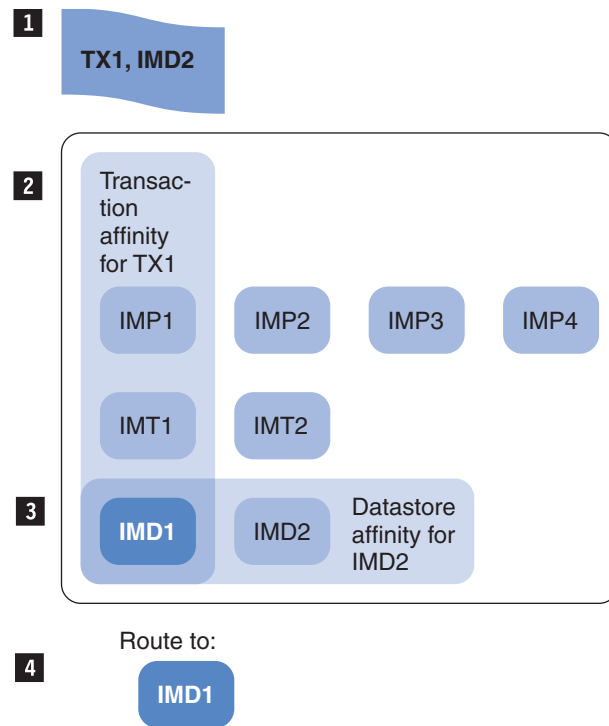 1
TX1, IMD2
2
Transac-
tion
affinity
for TX1
IMP1 IMP2 IMP3 IMP4
IMT1 IMT2
3
IMD1 IMD2
Datastore
affinity for
IMD2
Route to:
4
IMD1